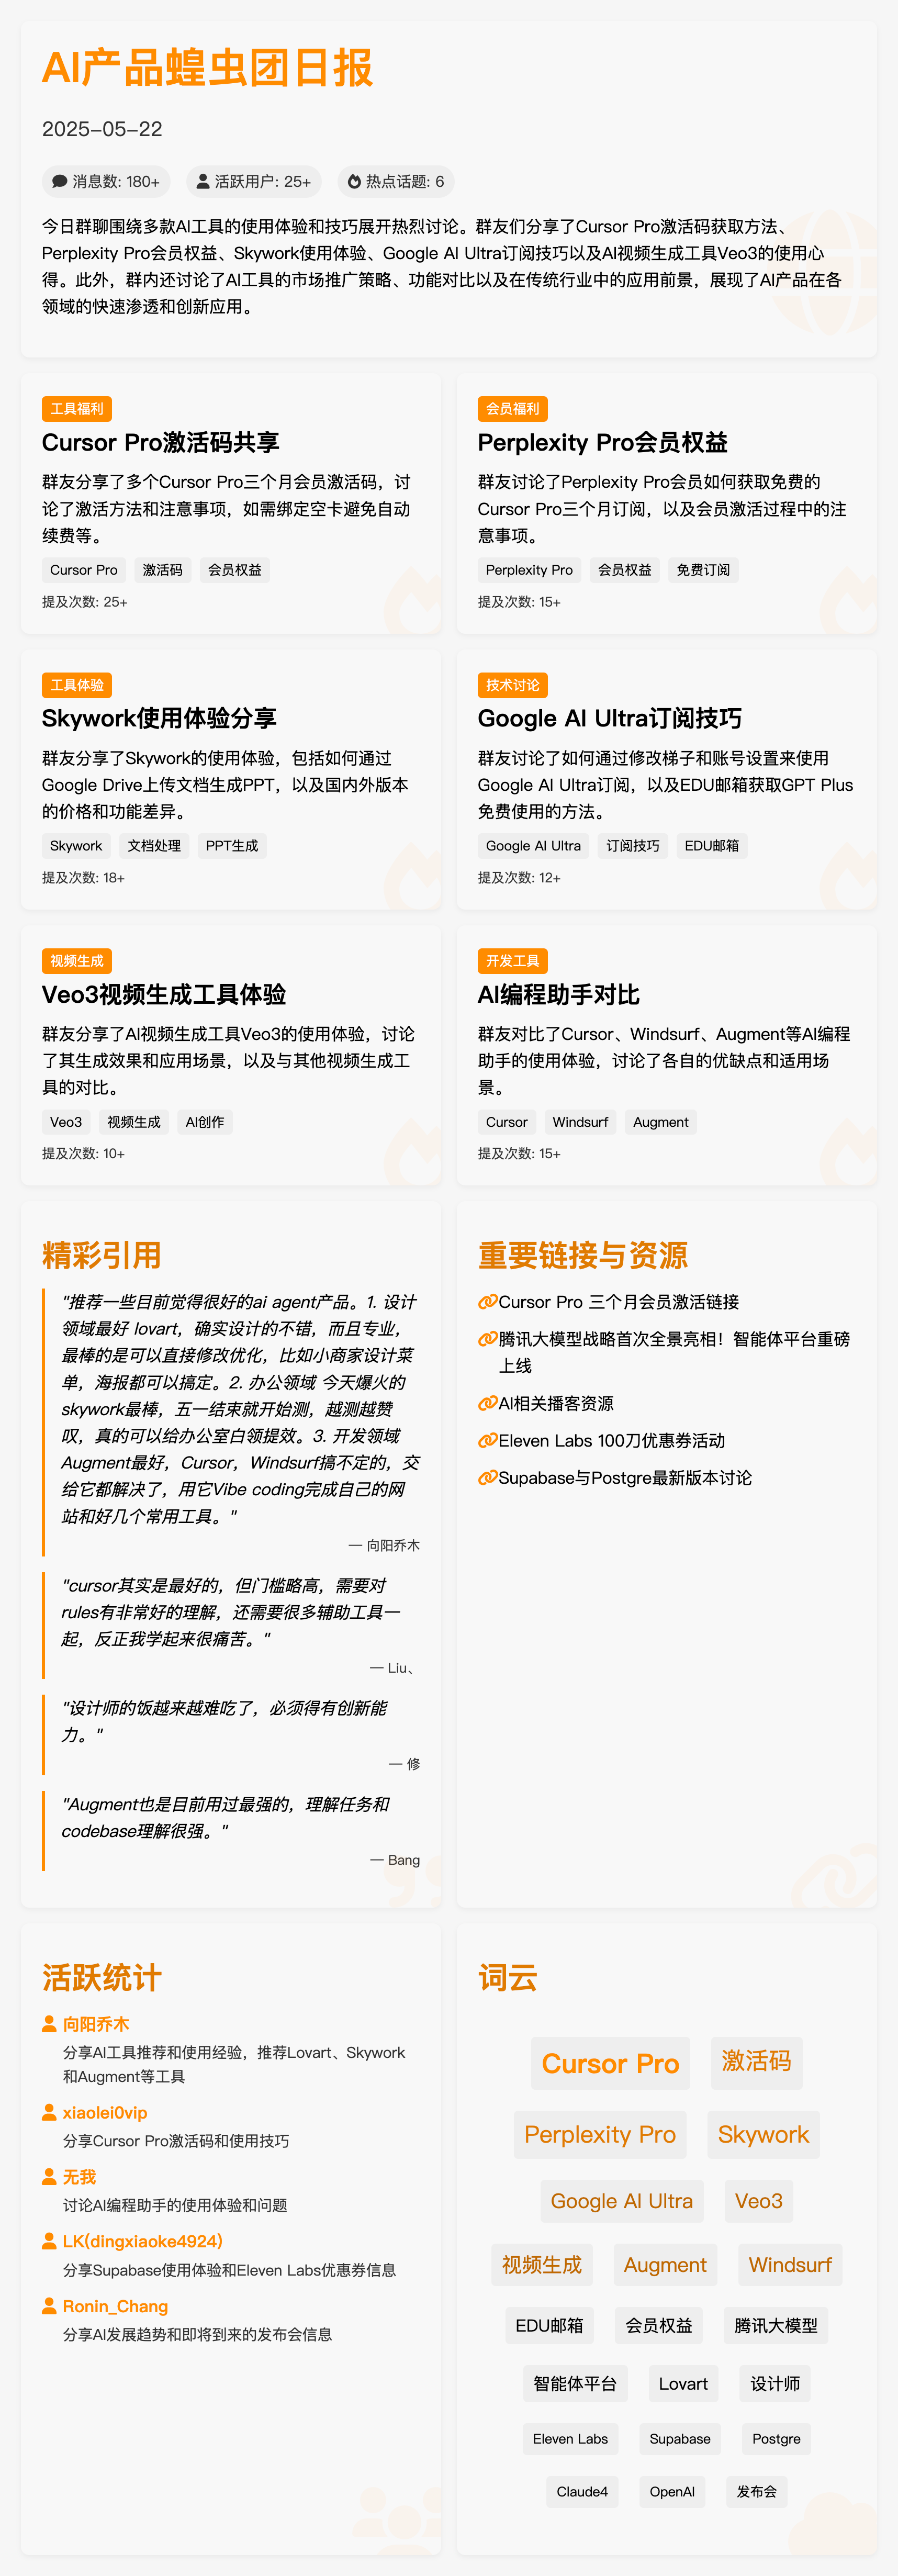 AI产品蝗虫团日报
2025-05-22
消息数: 180+
活跃用户: 25+
热点话题: 6
今日群聊围绕多款AI工具的使用体验和技巧展开热烈讨论。群友们分享了Cursor Pro激活码获取方法、
Perplexity Pro会员权益、Skywork使用体验、Google AI Ultra订阅技巧以及AI视频生成工具Veo3的使用心
得。此外，群内还讨论了AI工具的市场推广策略、功能对比以及在传统行业中的应用前景，展现了AI产品在各
领域的快速渗透和创新应用。
工具福利
Cursor Pro激活码共享
群友分享了多个Cursor Pro三个月会员激活码，讨
论了激活方法和注意事项，如需绑定空卡避免自动
续费等。
Cursor Pro
激活码
会员权益
提及次数: 25+
会员福利
Perplexity Pro会员权益
群友讨论了Perplexity Pro会员如何获取免费的
Cursor Pro三个月订阅，以及会员激活过程中的注
意事项。
Perplexity Pro
会员权益
免费订阅
提及次数: 15+
工具体验
Skywork使用体验分享
群友分享了Skywork的使用体验，包括如何通过
Google Drive上传文档生成PPT，以及国内外版本
的价格和功能差异。
Skywork
文档处理
PPT生成
提及次数: 18+
技术讨论
Google AI Ultra订阅技巧
群友讨论了如何通过修改梯子和账号设置来使用
Google AI Ultra订阅，以及EDU邮箱获取GPT Plus
免费使用的方法。
Google AI Ultra
订阅技巧
EDU邮箱
提及次数: 12+
视频生成
Veo3视频生成工具体验
群友分享了AI视频生成工具Veo3的使用体验，讨论
了其生成效果和应用场景，以及与其他视频生成工
具的对比。
Veo3
视频生成
AI创作
提及次数: 10+
开发工具
AI编程助手对比
群友对比了Cursor、Windsurf、Augment等AI编程
助手的使用体验，讨论了各自的优缺点和适用场
景。
Cursor
Windsurf
Augment
提及次数: 15+
精彩引用
"推荐一些目前觉得很好的ai agent产品。1. 设计
领域最好 lovart，确实设计的不错，而且专业，
最棒的是可以直接修改优化，比如小商家设计菜
单，海报都可以搞定。2. 办公领域 今天爆火的
skywork最棒，五一结束就开始测，越测越赞
叹，真的可以给办公室白领提效。3. 开发领域
Augment最好，Cursor，Windsurf搞不定的，交
给它都解决了，用它Vibe coding完成自己的网
站和好几个常用工具。"
— 向阳乔木
"cursor其实是最好的，但门槛略高，需要对
rules有非常好的理解，还需要很多辅助工具一
起，反正我学起来很痛苦。"
— Liu、
"设计师的饭越来越难吃了，必须得有创新能
力。"
— 修
"Augment也是目前用过最强的，理解任务和
codebase理解很强。"
— Bang
重要链接与资源
Cursor Pro 三个月会员激活链接
腾讯大模型战略首次全景亮相！智能体平台重磅
上线
AI相关播客资源
Eleven Labs 100刀优惠券活动
Supabase与Postgre最新版本讨论
活跃统计
向阳乔木
分享AI工具推荐和使用经验，推荐Lovart、Skywork
和Augment等工具
xiaolei0vip
分享Cursor Pro激活码和使用技巧
无我
讨论AI编程助手的使用体验和问题
LK(dingxiaoke4924)
分享Supabase使用体验和Eleven Labs优惠券信息
Ronin_Chang
分享AI发展趋势和即将到来的发布会信息
词云
Cursor Pro
激活码
Perplexity Pro
Skywork
Google AI Ultra
Veo3
视频生成
Augment
Windsurf
EDU邮箱
会员权益
腾讯大模型
智能体平台
Lovart
设计师
Eleven Labs
Supabase
Postgre
Claude4
OpenAI
发布会